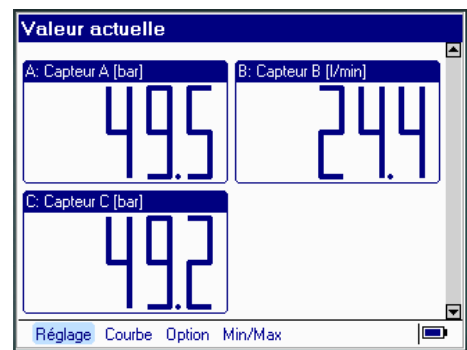 Valeur actuelle
A: Capteur A [bar]
49.5
B: Capteur B [l/min]
24.4
C: Capteur C [bar]
49.2
Réglage Courbe Option Min/Max